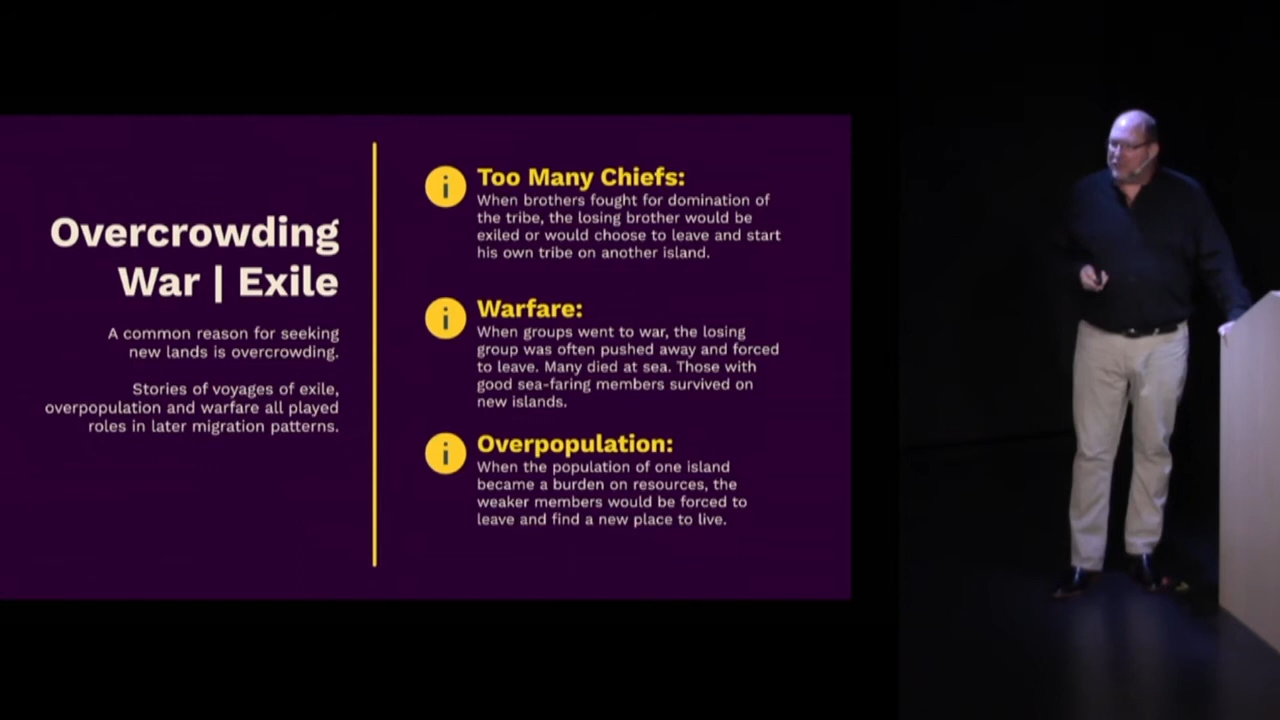 Overcrowding
War | Exile
A common reason for seeking
new lands is overcrowding.
Stories of voyages of exile,
overpopulation and warfare all played
roles in later migration patterns.
Too Many Chiefs:
When brothers fought for domination of
the tribe, the losing brother would be
exiled or would choose to leave and start
his own tribe on another island.
Warfare:
When groups went to war, the losing
group was often pushed away and forced
to leave. Many died at sea. Those with
good sea-faring members survived on
new islands.
Overpopulation:
When the population of one island
became a burden on resources, the
weaker members would be forced to
leave and find a new place to live.